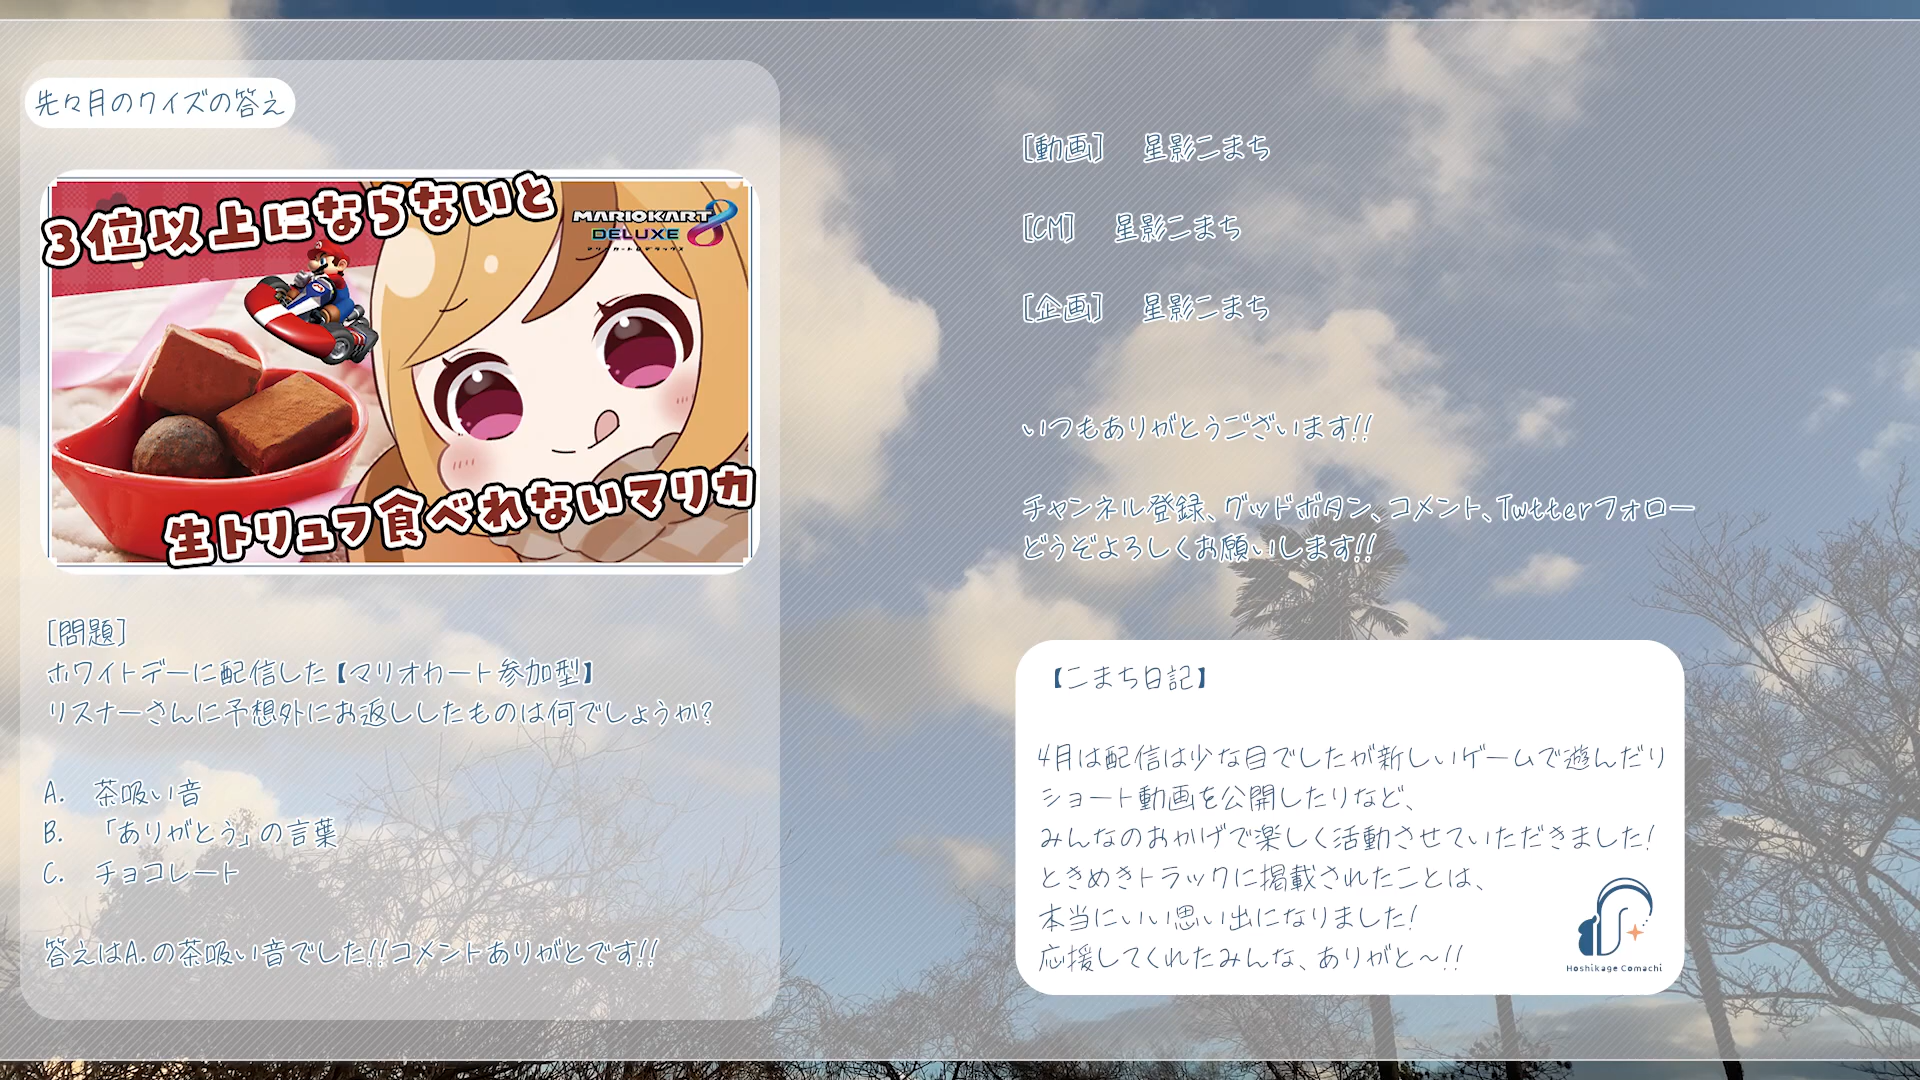 先々月のクイズの答え
3位以上にならないと
MARIOKART 8
DELUXE
マリオカート8 デラックス
生トリュフ食べれないマリカ
[問題]
ホワイトデーに配信した【マリオカート参加型】
リスナーさんに予想外にお返ししたものは何でしょうか?
A. 茶吸い音
B. 「ありがとう」の言葉
C. チョコレート
答えはA.の茶吸い音でした!!コメントありがとです!!
[動画] 星影こまち
[CM] 星影こまち
[企画] 星影こまち
いつもありがとうございます!!
チャンネル登録、グッドボタン、コメント、Twtterフォロー
どうぞよろしくお願いします!!
【こまち日記】
4月は配信は少な目でしたが新しいゲームで遊んだり
ショート動画を公開したりなど、
みんなのおかげで楽しく活動させていただきました!
ときめきトラックに掲載されたことは、
本当にいい思い出になりました!
応援してくれたみんな、ありがと～!!
Hoshikage Comachi